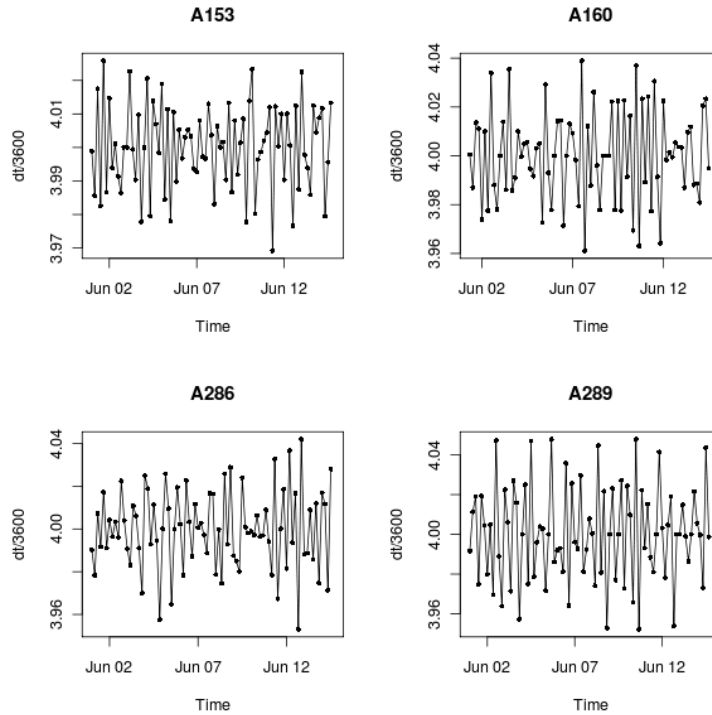 A153
dt/3600
4.01
3.99
3.97
Jun 02
Jun 07
Jun 12
Time
A160
dt/3600
4.04
4.02
4.00
3.98
3.96
Jun 02
Jun 07
Jun 12
Time
A286
dt/3600
4.04
4.00
3.96
Jun 02
Jun 07
Jun 12
Time
A289
dt/3600
4.04
4.00
3.96
Jun 02
Jun 07
Jun 12
Time